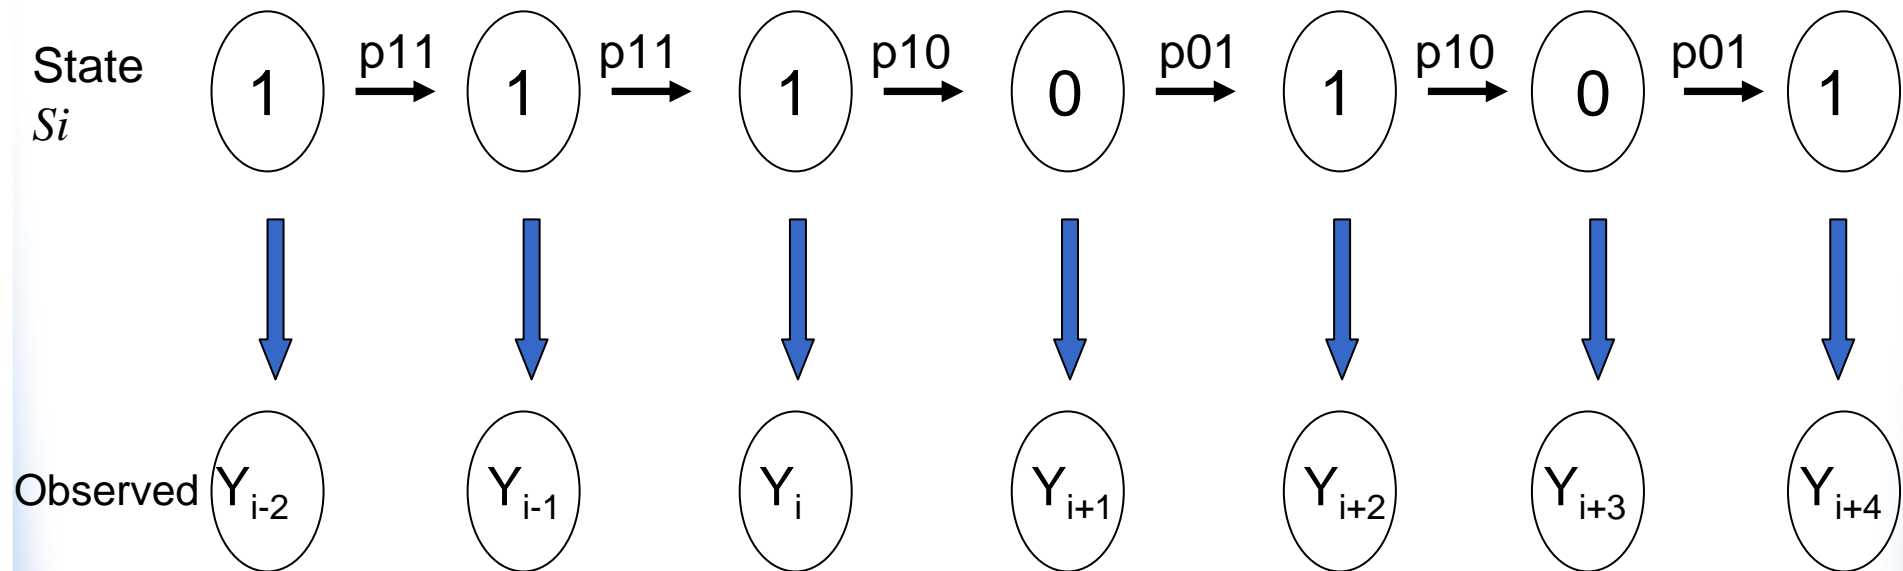 p11 p11 p10 p01 p10 p01
State 1 1 1 0 1 0 1
Si
Observed Yi-2 Yi-1 Yi Yi+1 Yi+2 Yi+3 Yi+4